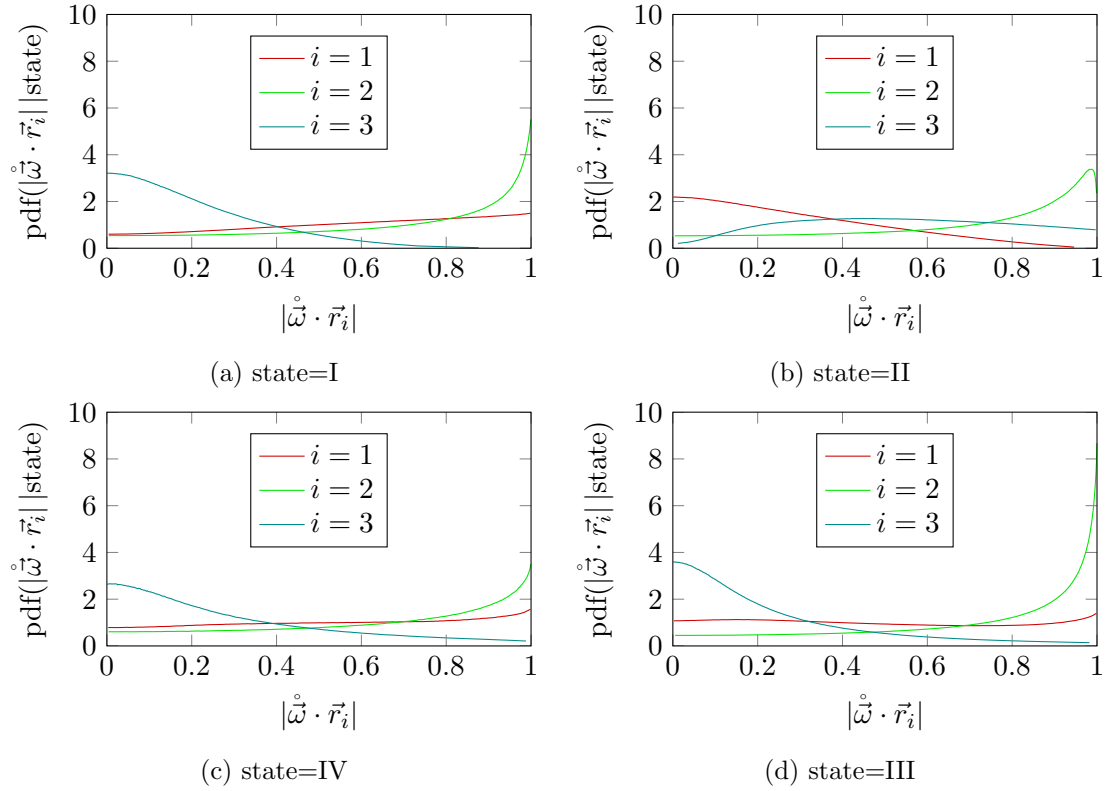 pdf(|ω⃗̊ · r⃗ᵢ| |state)
10
8
6
4
2
0
i = 1
i = 2
i = 3
0 0.2 0.4 0.6 0.8 1
|ω⃗̊ · r⃗ᵢ|
(a) state=I
pdf(|ω⃗̊ · r⃗ᵢ| |state)
10
8
6
4
2
0
i = 1
i = 2
i = 3
0 0.2 0.4 0.6 0.8 1
|ω⃗̊ · r⃗ᵢ|
(b) state=II
pdf(|ω⃗̊ · r⃗ᵢ| |state)
10
8
6
4
2
0
i = 1
i = 2
i = 3
0 0.2 0.4 0.6 0.8 1
|ω⃗̊ · r⃗ᵢ|
(c) state=IV
pdf(|ω⃗̊ · r⃗ᵢ| |state)
10
8
6
4
2
0
i = 1
i = 2
i = 3
0 0.2 0.4 0.6 0.8 1
|ω⃗̊ · r⃗ᵢ|
(d) state=III